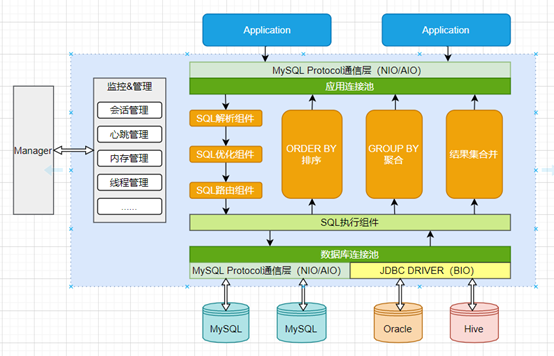 Application
Application
MySQL Protocol通信层（NIO/AIO）
应用连接池
监控&管理
会话管理
心跳管理
内存管理
线程管理
......
Manager
SQL解析组件
SQL优化组件
SQL路由组件
ORDER BY
排序
GROUP BY
聚合
结果集合并
SQL执行组件
数据库连接池
MySQL Protocol通信层（NIO/AIO）
JDBC DRIVER（BIO）
MySQL
MySQL
Oracle
Hive